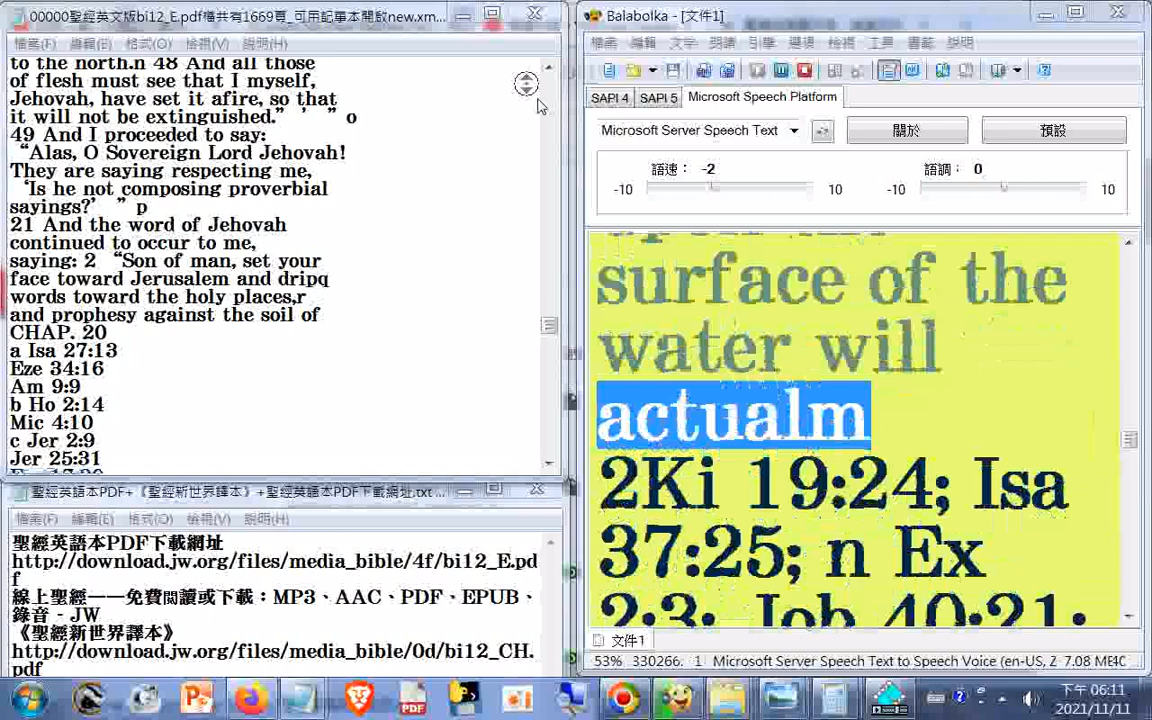 00000聖經英文版bi12_E.pdf檔共有1669頁_可用記事本開啟new.xm...
檔案(F) 編輯(E) 格式(O) 檢視(V) 說明(H)
to the north.n 48 And all those
of flesh must see that I myself,
Jehovah, have set it afire, so that
it will not be extinguished.” ’ ”o
49 And I proceeded to say:
“Alas, O Sovereign Lord Jehovah!
They are saying respecting me,
‘Is he not composing proverbial
sayings?’ ”p
21 And the word of Jehovah
continued to occur to me,
saying: 2 “Son of man, set your
face toward Jerusalem and dripq
words toward the holy places,r
and prophesy against the soil of
CHAP. 20
a Isa 27:13
Eze 34:16
Am 9:9
b Ho 2:14
Mic 4:10
c Jer 2:9
Jer 25:31
聖經英語本PDF+《聖經新世界譯本》+聖經英語本PDF下載網址.txt ...
檔案(F) 編輯(E) 格式(O) 檢視(V) 說明(H)
聖經英語本PDF下載網址
http://download.jw.org/files/media_bible/4f/bi12_E.pd
f
線上聖經——免費閱讀或下載：MP3、AAC、PDF、EPUB、
錄音 - JW
《聖經新世界譯本》
http://download.jw.org/files/media_bible/0d/bi12_CH.
pdf
Balabolka - [文件1]
檔案 編輯 文字 朗讀 引擎 選項 檢視 工具 書籤 說明
SAPI 4 SAPI 5 Microsoft Speech Platform
Microsoft Server Speech Text 關於 預設
語速： -2 語調： 0
-10 10 -10 10
surface of the
water will
actualm
2Ki 19:24; Isa
37:25; n Ex
2:3; Job 40:21;
文件1
53% 330266. 1 Microsoft Server Speech Text to Speech Voice (en-US, Z 7.08 ME
下午 06:11
2021/11/11